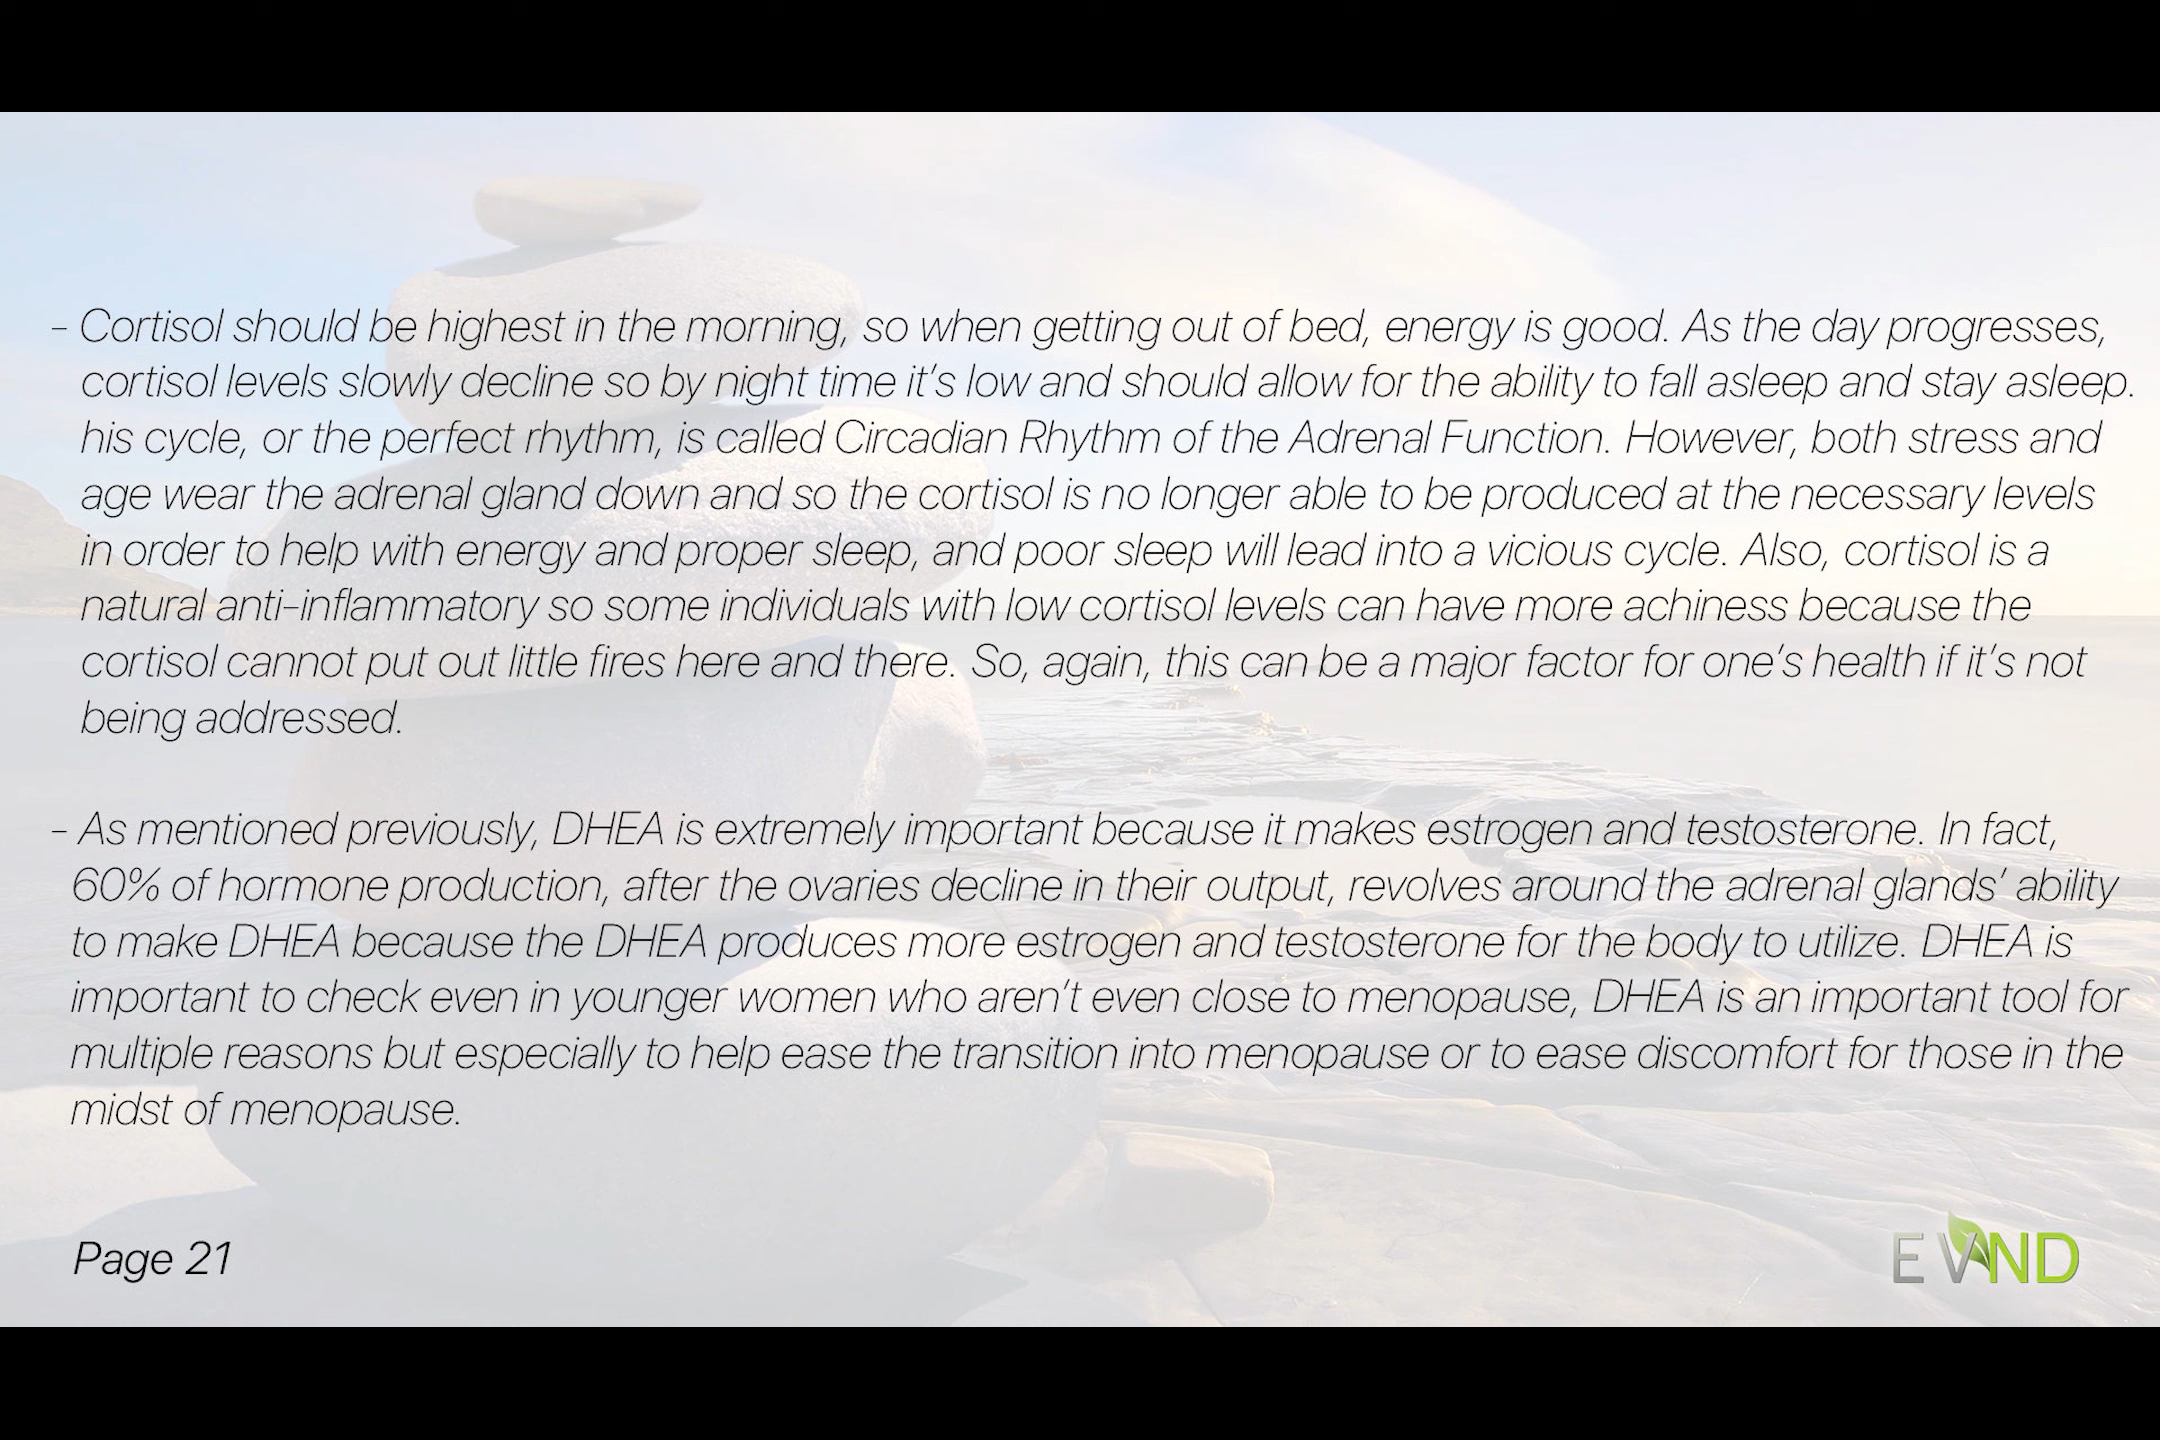 - Cortisol should be highest in the morning, so when getting out of bed, energy is good. As the day progresses,
cortisol levels slowly decline so by night time it's low and should allow for the ability to fall asleep and stay asleep.
his cycle, or the perfect rhythm, is called Circadian Rhythm of the Adrenal Function. However, both stress and
age wear the adrenal gland down and so the cortisol is no longer able to be produced at the necessary levels
in order to help with energy and proper sleep, and poor sleep will lead into a vicious cycle. Also, cortisol is a
natural anti-inflammatory so some individuals with low cortisol levels can have more achiness because the
cortisol cannot put out little fires here and there. So, again, this can be a major factor for one's health if it's not
being addressed.
- As mentioned previously, DHEA is extremely important because it makes estrogen and testosterone. In fact,
60% of hormone production, after the ovaries decline in their output, revolves around the adrenal glands' ability
to make DHEA because the DHEA produces more estrogen and testosterone for the body to utilize. DHEA is
important to check even in younger women who aren't even close to menopause, DHEA is an important tool for
multiple reasons but especially to help ease the transition into menopause or to ease discomfort for those in the
midst of menopause.
Page 21
EVND